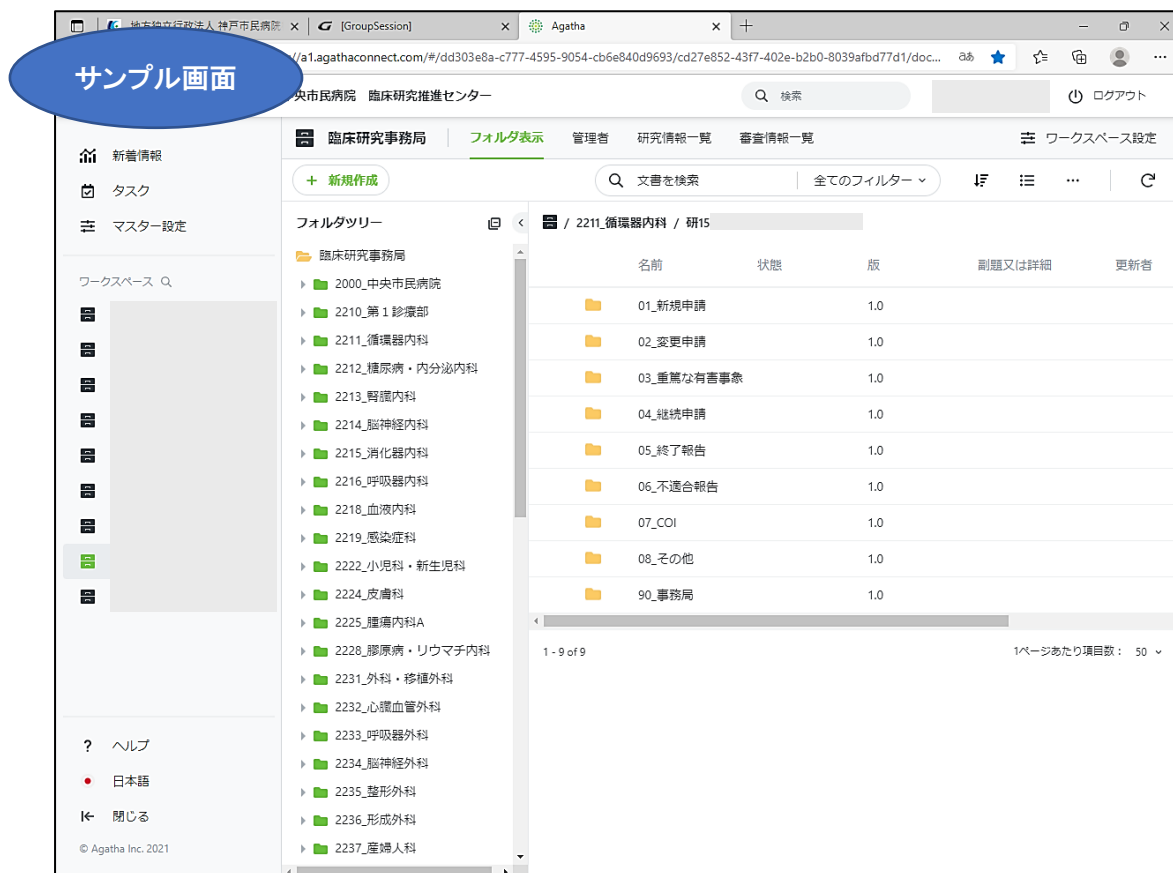 地方独立行政法人 神戸市民病院
[GroupSession]
Agatha
サンプル画面
//a1.agathaconnect.com/#/dd303e8a-c777-4595-9054-cb6e840d9693/cd27e852-43f7-402e-b2b0-8039afbd77d1/doc...
央市民病院 臨床研究推進センター
検索
ログアウト
新着情報
タスク
マスター設定
ワークスペース
臨床研究事務局
フォルダ表示
管理者
研究情報一覧
審査情報一覧
ワークスペース設定
+ 新規作成
文書を検索
全てのフィルター
フォルダツリー
/ 2211_循環器内科 / 研15
臨床研究事務局
2000_中央市民病院
2210_第１診療部
2211_循環器内科
2212_糖尿病・内分泌内科
2213_腎臓内科
2214_脳神経内科
2215_消化器内科
2216_呼吸器内科
2218_血液内科
2219_感染症科
2222_小児科・新生児科
2224_皮膚科
2225_腫瘍内科A
2228_膠原病・リウマチ内科
2231_外科・移植外科
2232_心臓血管外科
2233_呼吸器外科
2234_脳神経外科
2235_整形外科
2236_形成外科
2237_産婦人科
名前 状態 版 副題又は詳細 更新者
01_新規申請 1.0
02_変更申請 1.0
03_重篤な有害事象 1.0
04_継続申請 1.0
05_終了報告 1.0
06_不適合報告 1.0
07_COI 1.0
08_その他 1.0
90_事務局 1.0
1 - 9 of 9
1ページあたり項目数： 50
? ヘルプ
日本語
閉じる
© Agatha Inc. 2021